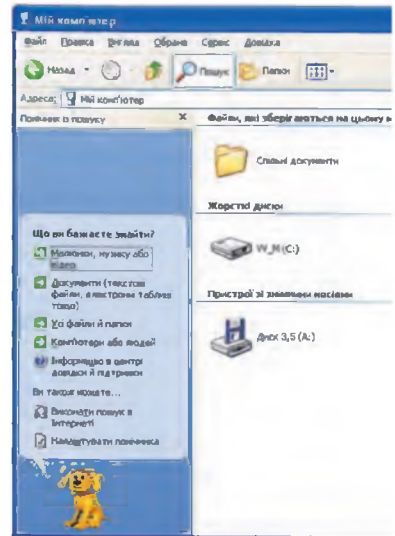 Мій комп'ютер
Файл Правка Вигляд Обране Сервіс Довідка
Назад Пошук Папки
Адреса: Мій комп'ютер
Помічник із пошуку × Файли, які зберігаються на цьому к
Спільні документи
Жорсткі диски
Що ви бажаєте знайти?
W_M (C:)
Малюнки, музику або
відео
Документи (текстові
файли, електронні таблиці
тощо)
Пристрої зі змінними носіями
Усі файли й папки
Комп'ютери або людей
Диск 3,5 (A:)
Інформацію в центрі
довідки й підтримки
Ви також можете...
Виконати пошук в
Інтернеті
Налаштувати помічника